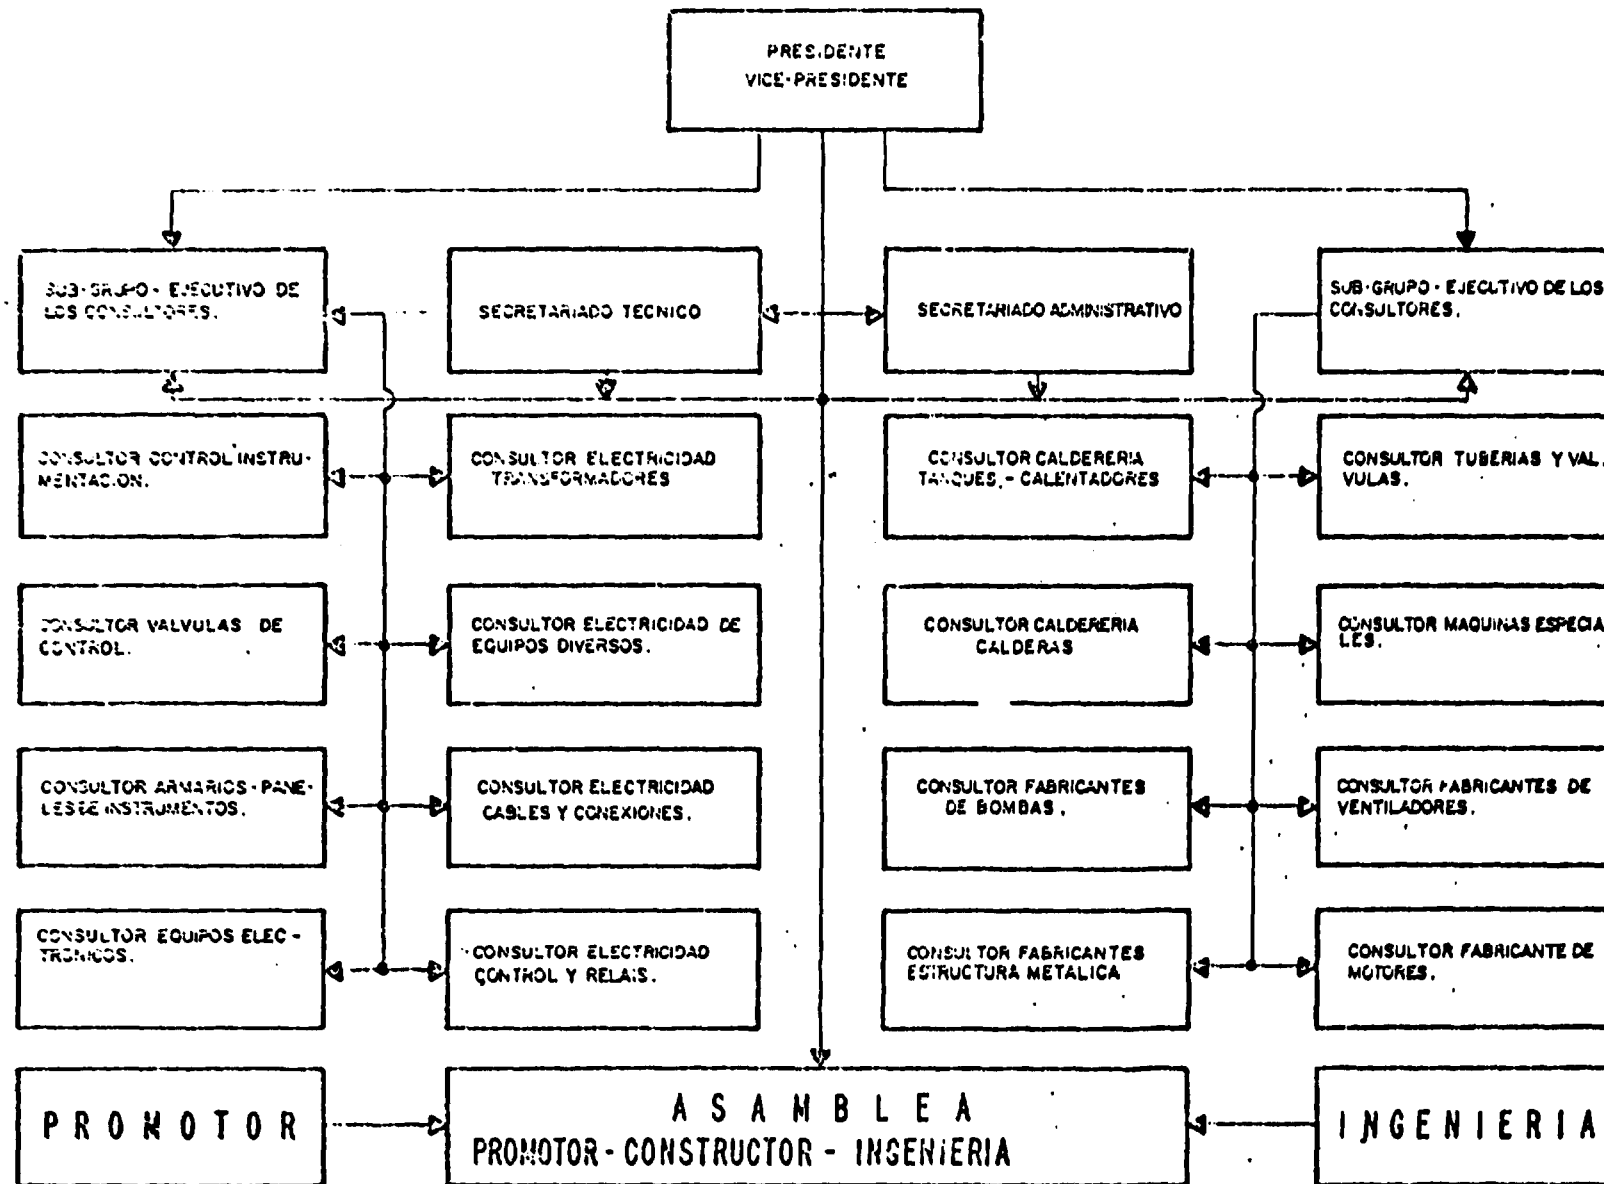 PRESIDENTE
VICE-PRESIDENTE
SUB-GRUPO-EJECUTIVO DE
LOS CONSULTORES.
SECRETARIADO TECNICO
SECRETARIADO ADMINISTRATIVO
SUB-GRUPO-EJECUTIVO DE LOS
CONSULTORES.
CONSULTOR CONTROL INSTRU-
MENTACION.
CONSULTOR ELECTRICIDAD
TRANSFORMADORES
CONSULTOR CALDERERIA
TANQUES,-CALENTADORES
CONSULTOR TUBERIAS Y VAL.
VULAS.
CONSULTOR VALVULAS DE
CONTROL.
CONSULTOR ELECTRICIDAD DE
EQUIPOS DIVERSOS.
CONSULTOR CALDERERIA
CALDERAS
CONSULTOR MAQUINAS ESPECIA
LES.
CONSULTOR ARMARIOS-PANE-
LES DE INSTRUMENTOS.
CONSULTOR ELECTRICIDAD
CABLES Y CONEXIONES.
CONSULTOR FABRICANTES
DE BOMBAS.
CONSULTOR FABRICANTES DE
VENTILADORES.
CONSULTOR EQUIPOS ELEC-
TRONICOS.
CONSULTOR ELECTRICIDAD
CONTROL Y RELAIS.
CONSULTOR FABRICANTES
ESTRUCTURA METALICA
CONSULTOR FABRICANTE DE
MOTORES.
PROMOTOR
ASAMBLEA
PROMOTOR-CONSTRUCTOR-INGENIERIA
INGENIERIA